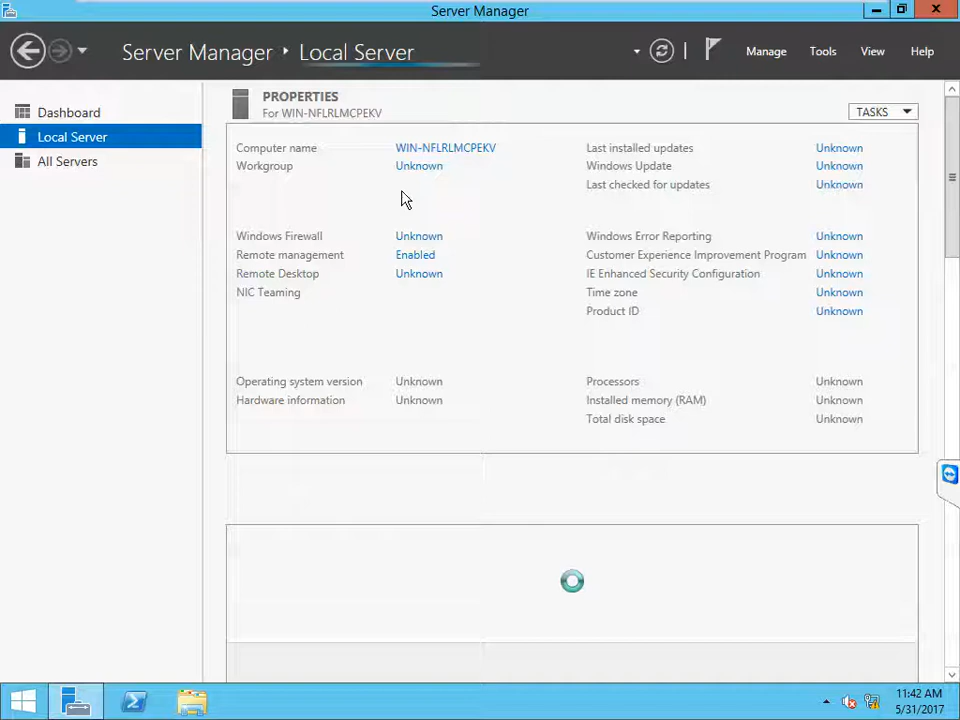 Server Manager
Server Manager Local Server
Manage Tools View Help
Dashboard
Local Server
All Servers
PROPERTIES
For WIN-NFLRLMCPEKV
TASKS
Computer name WIN-NFLRLMCPEKV
Workgroup Unknown
Last installed updates Unknown
Windows Update Unknown
Last checked for updates Unknown
Windows Firewall Unknown
Remote management Enabled
Remote Desktop Unknown
NIC Teaming
Windows Error Reporting Unknown
Customer Experience Improvement Program Unknown
IE Enhanced Security Configuration Unknown
Time zone Unknown
Product ID Unknown
Operating system version Unknown
Hardware information Unknown
Processors Unknown
Installed memory (RAM) Unknown
Total disk space Unknown
11:42 AM
5/31/2017